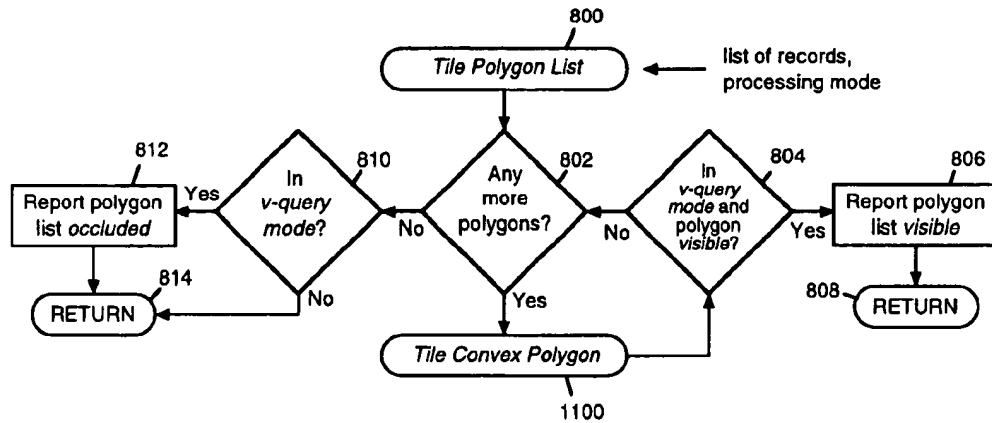 800
Tile Polygon List
list of records,
processing mode
812
Report polygon
list occluded
Yes
810
In
v-query
mode?
No
802
Any
more
polygons?
No
804
In
v-query
mode and
polygon
visible?
Yes
806
Report polygon
list visible
814
RETURN
No
Yes
808
RETURN
Tile Convex Polygon
1100